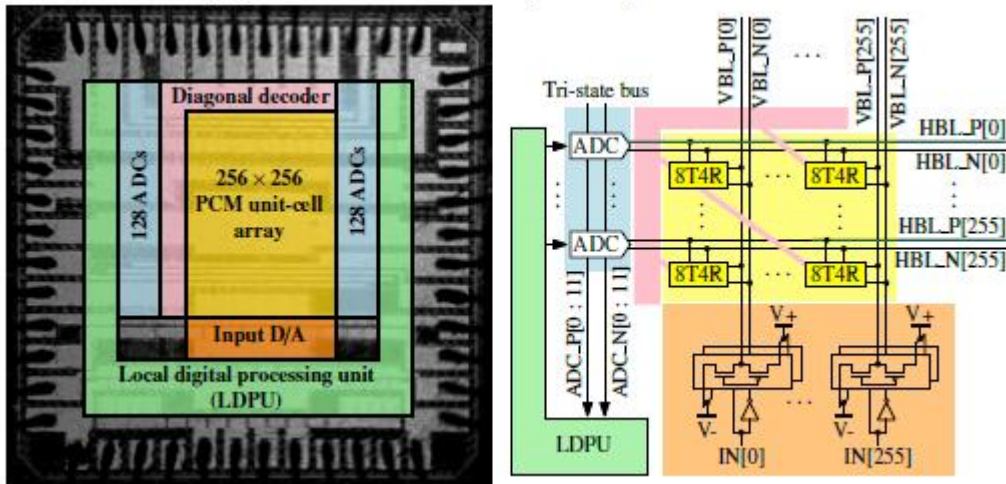 Diagonal decoder
128 ADCs
256 × 256
PCM unit-cell
array
128 ADCs
Input D/A
Local digital processing unit
(LDPU)
VBL_P[0]
VBL_N[0]
...
VBL_P[255]
VBL_N[255]
Tri-state bus
ADC
HBL_P[0]
HBL_N[0]
8T4R
...
8T4R
ADC
HBL_P[255]
HBL_N[255]
8T4R
...
8T4R
ADC_P[0 : 11]
ADC_N[0 : 11]
V+
V+
...
V-
V-
LDPU
IN[0]
IN[255]